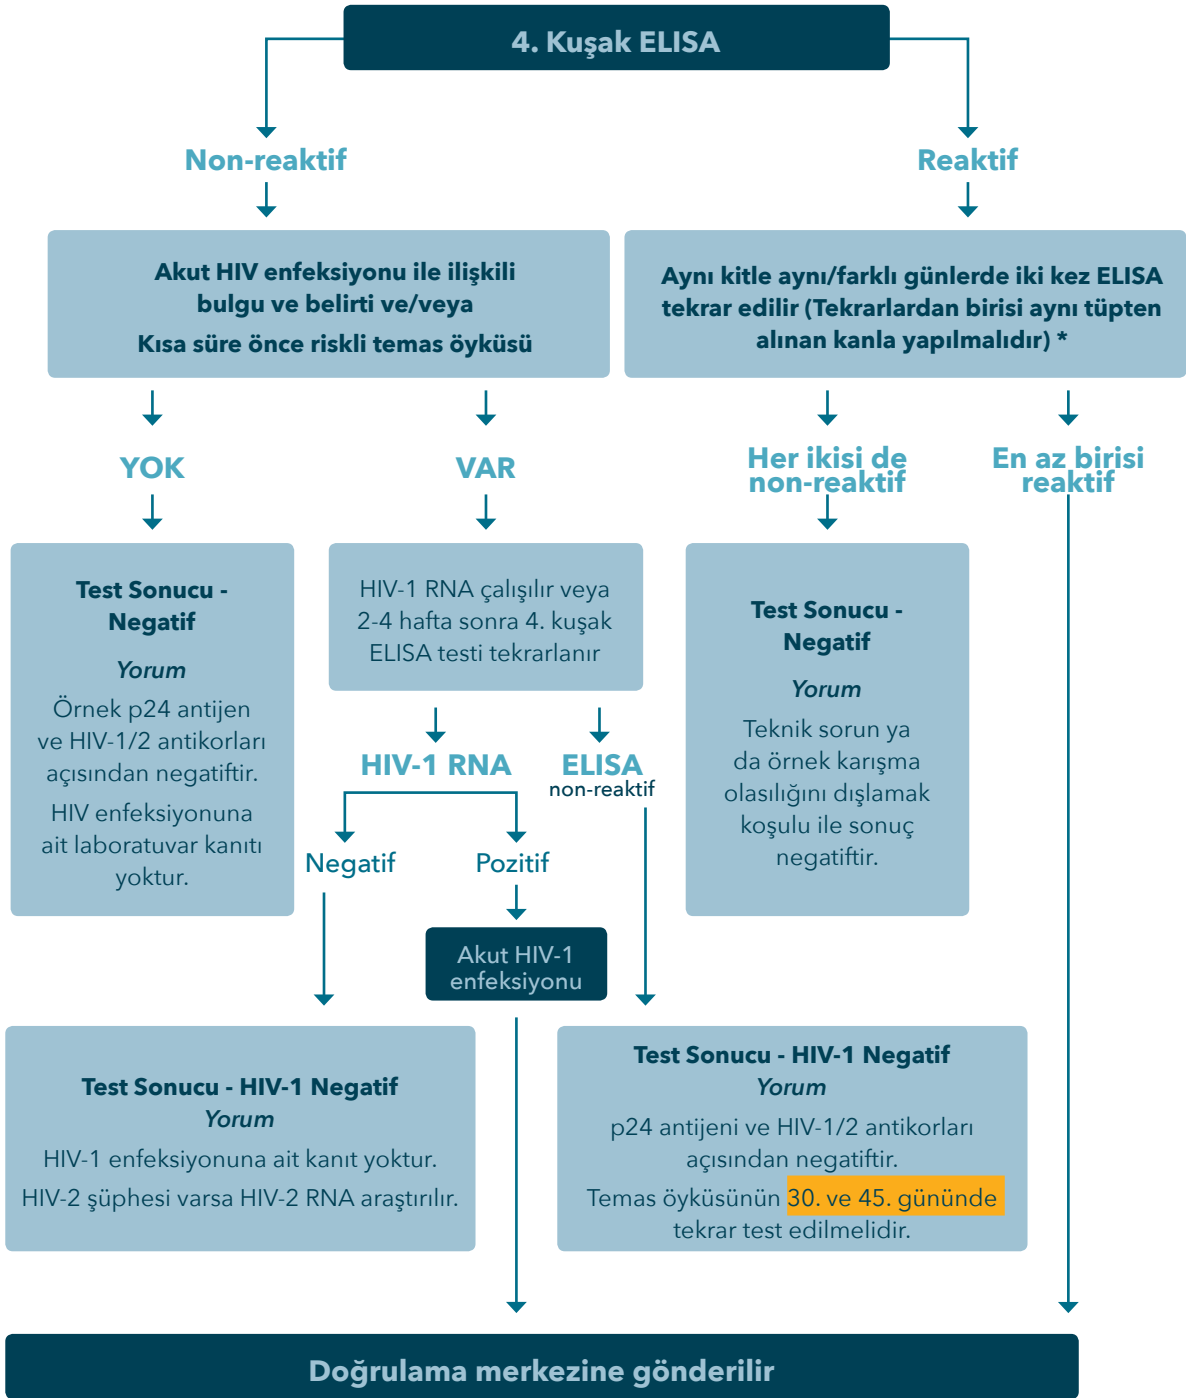 4. Kuşak ELISA
Non-reaktif
Reaktif
Akut HIV enfeksiyonu ile ilişkili
bulgu ve belirti ve/veya
Kısa süre önce riskli temas öyküsü
Aynı kitle aynı/farklı günlerde iki kez ELISA
tekrar edilir (Tekrarlardan birisi aynı tüpten
alınan kanla yapılmalıdır) *
YOK
VAR
Her ikisi de
non-reaktif
En az birisi
reaktif
Test Sonucu -
Negatif
Yorum
Örnek p24 antijen
ve HIV-1/2 antikorları
açısından negatiftir.
HIV enfeksiyonuna
ait laboratuvar kanıtı
yoktur.
HIV-1 RNA çalışılır veya
2-4 hafta sonra 4. kuşak
ELISA testi tekrarlanır
Test Sonucu -
Negatif
Yorum
Teknik sorun ya
da örnek karışma
olasılığını dışlamak
koşulu ile sonuç
negatiftir.
HIV-1 RNA
ELISA
non-reaktif
Negatif
Pozitif
Akut HIV-1
enfeksiyonu
Test Sonucu - HIV-1 Negatif
Yorum
HIV-1 enfeksiyonuna ait kanıt yoktur.
HIV-2 şüphesi varsa HIV-2 RNA araştırılır.
Test Sonucu - HIV-1 Negatif
Yorum
p24 antijeni ve HIV-1/2 antikorları
açısından negatiftir.
Temas öyküsünün 30. ve 45. gününde
tekrar test edilmelidir.
Doğrulama merkezine gönderilir